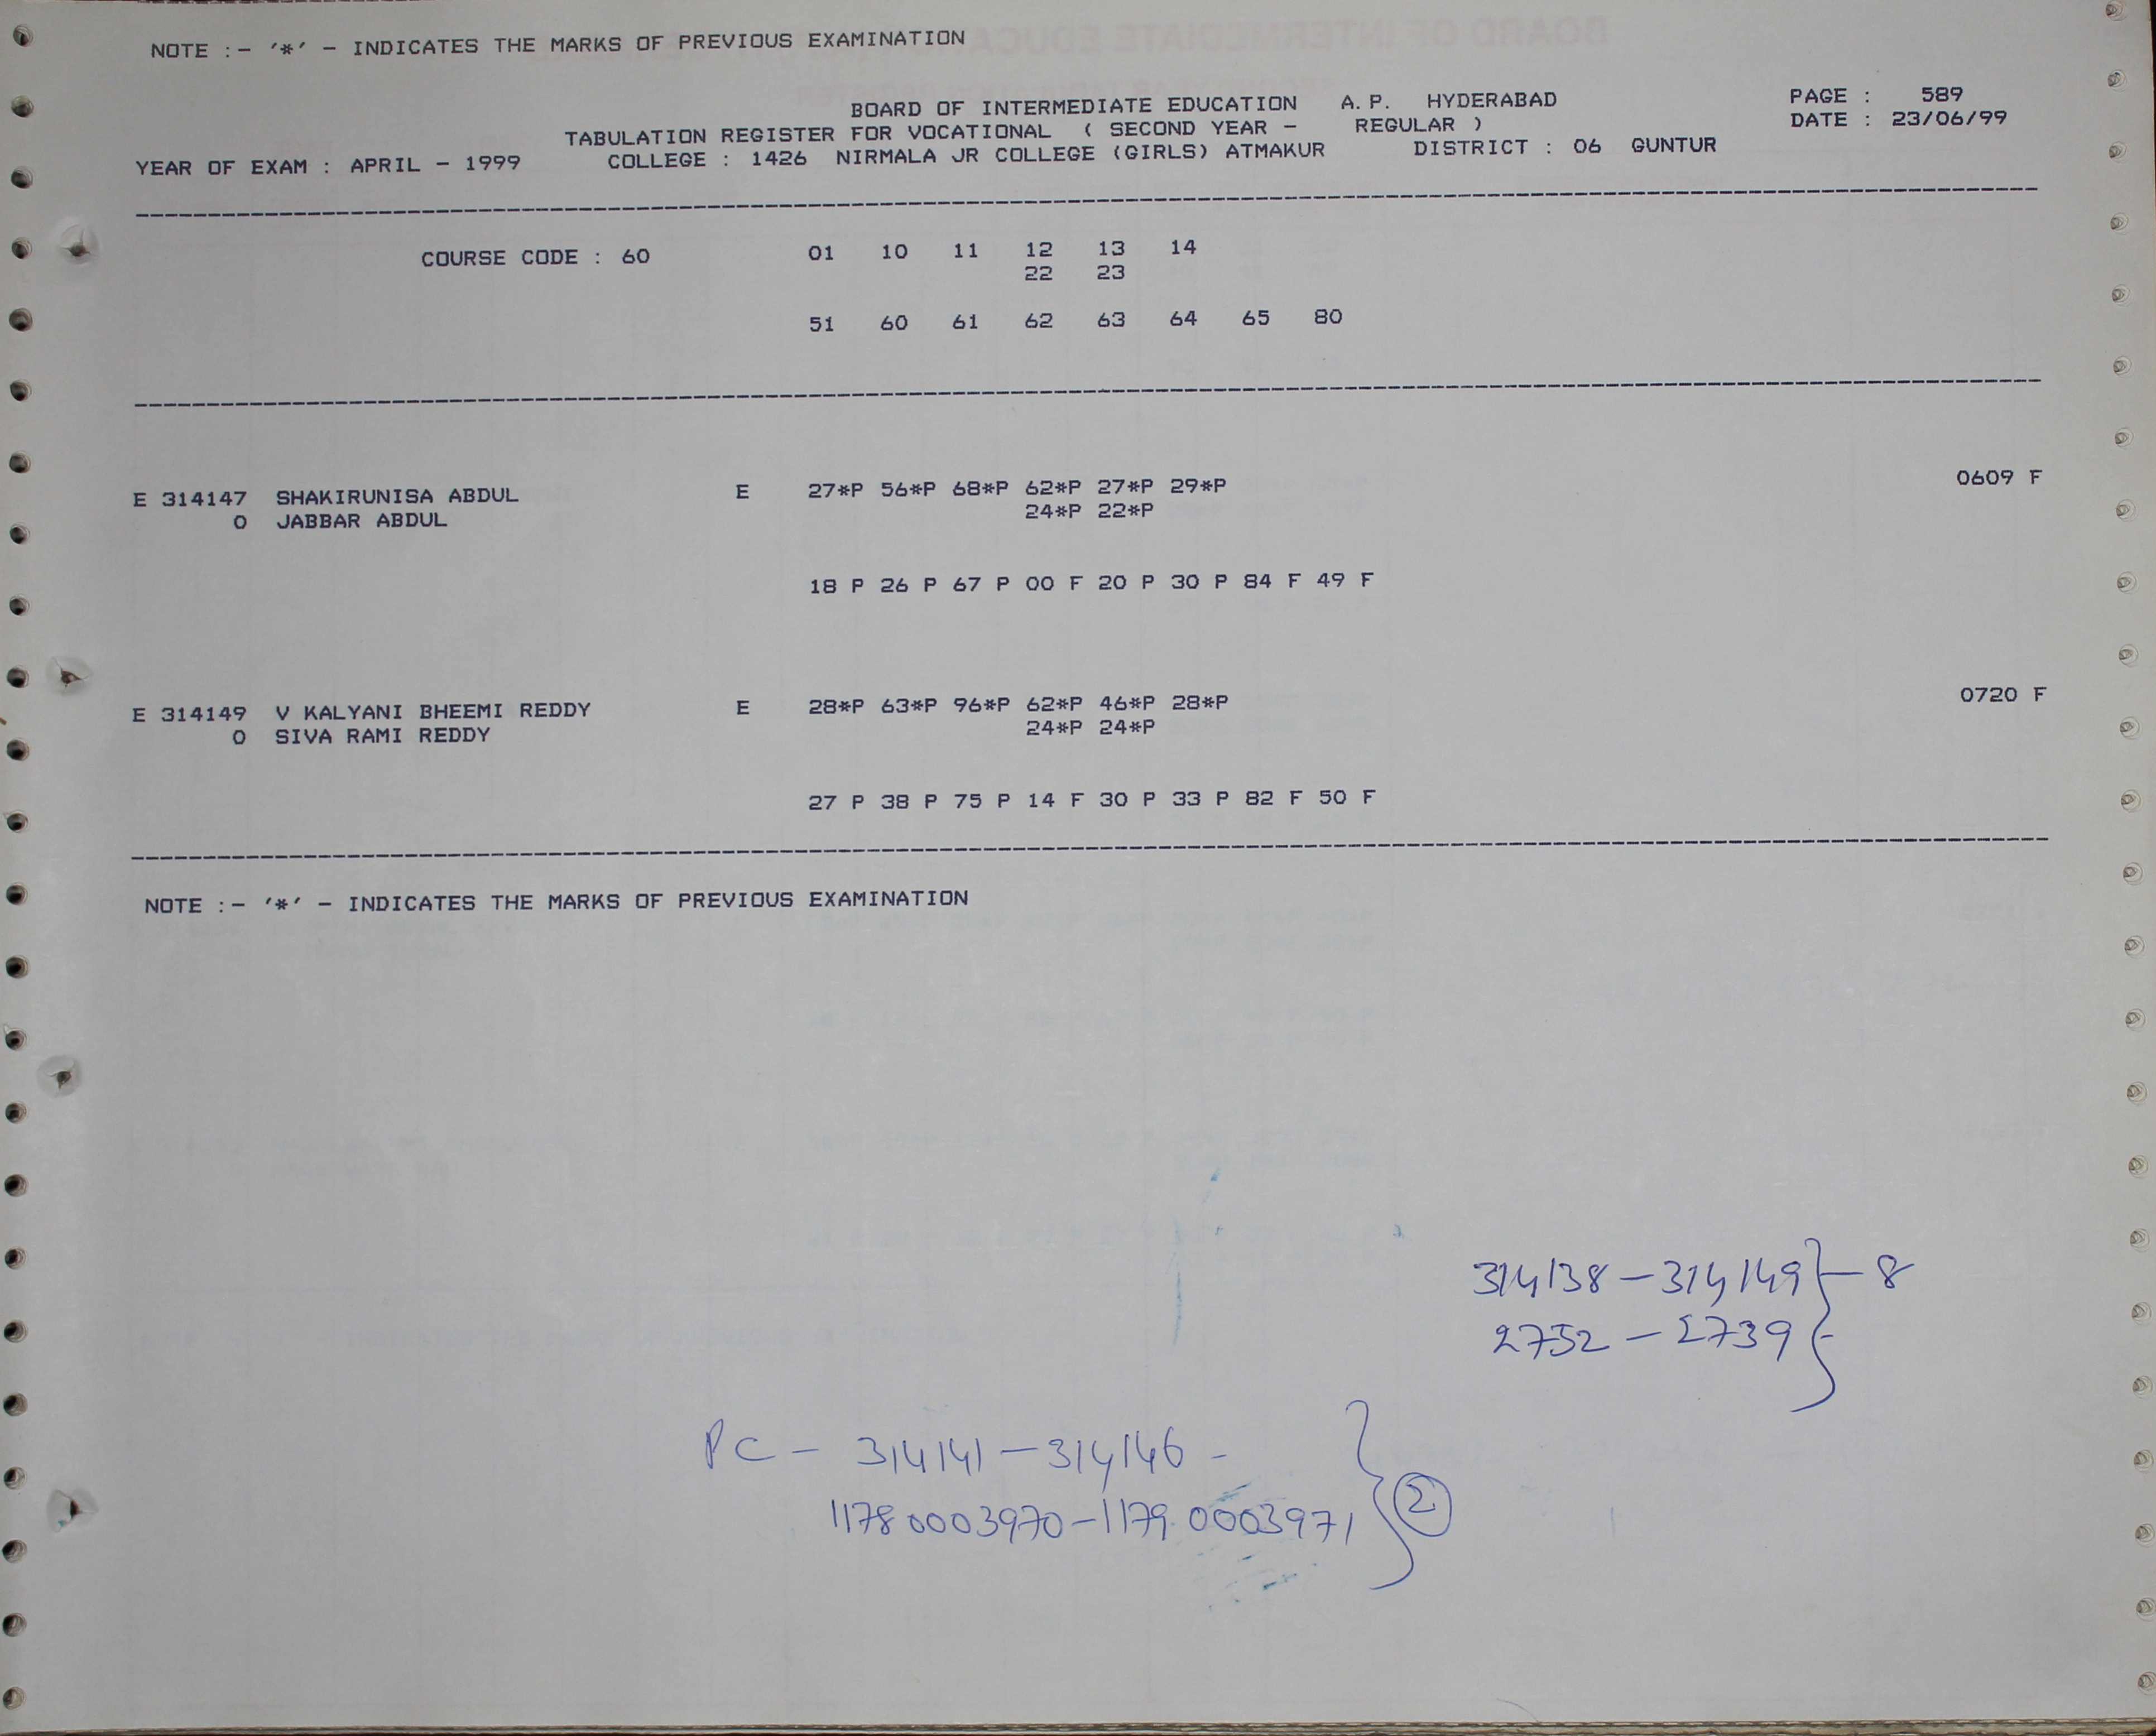 NOTE :- '*' - INDICATES THE MARKS OF PREVIOUS EXAMINATION
BOARD OF INTERMEDIATE EDUCATION A.P. HYDERABAD PAGE : 589
TABULATION REGISTER FOR VOCATIONAL ( SECOND YEAR - REGULAR ) DATE : 23/06/99
YEAR OF EXAM : APRIL - 1999 COLLEGE : 1426 NIRMALA JR COLLEGE (GIRLS) ATMAKUR DISTRICT : 06 GUNTUR
COURSE CODE : 60 01 10 11 12 13 14
22 23
51 60 61 62 63 64 65 80
E 314147 SHAKIRUNISA ABDUL E 27*P 56*P 68*P 62*P 27*P 29*P 0609 F
0 JABBAR ABDUL 24*P 22*P
18 P 26 P 67 P 00 F 20 P 30 P 84 F 49 F
E 314149 V KALYANI BHEEMI REDDY E 28*P 63*P 96*P 62*P 46*P 28*P 0720 F
0 SIVA RAMI REDDY 24*P 24*P
27 P 38 P 75 P 14 F 30 P 33 P 82 F 50 F
NOTE :- '*' - INDICATES THE MARKS OF PREVIOUS EXAMINATION
314138 - 314149 } - 8
2732 - 2739 } -
PC - 314141 - 314146 -
11780003970 - 11790003971 } 2